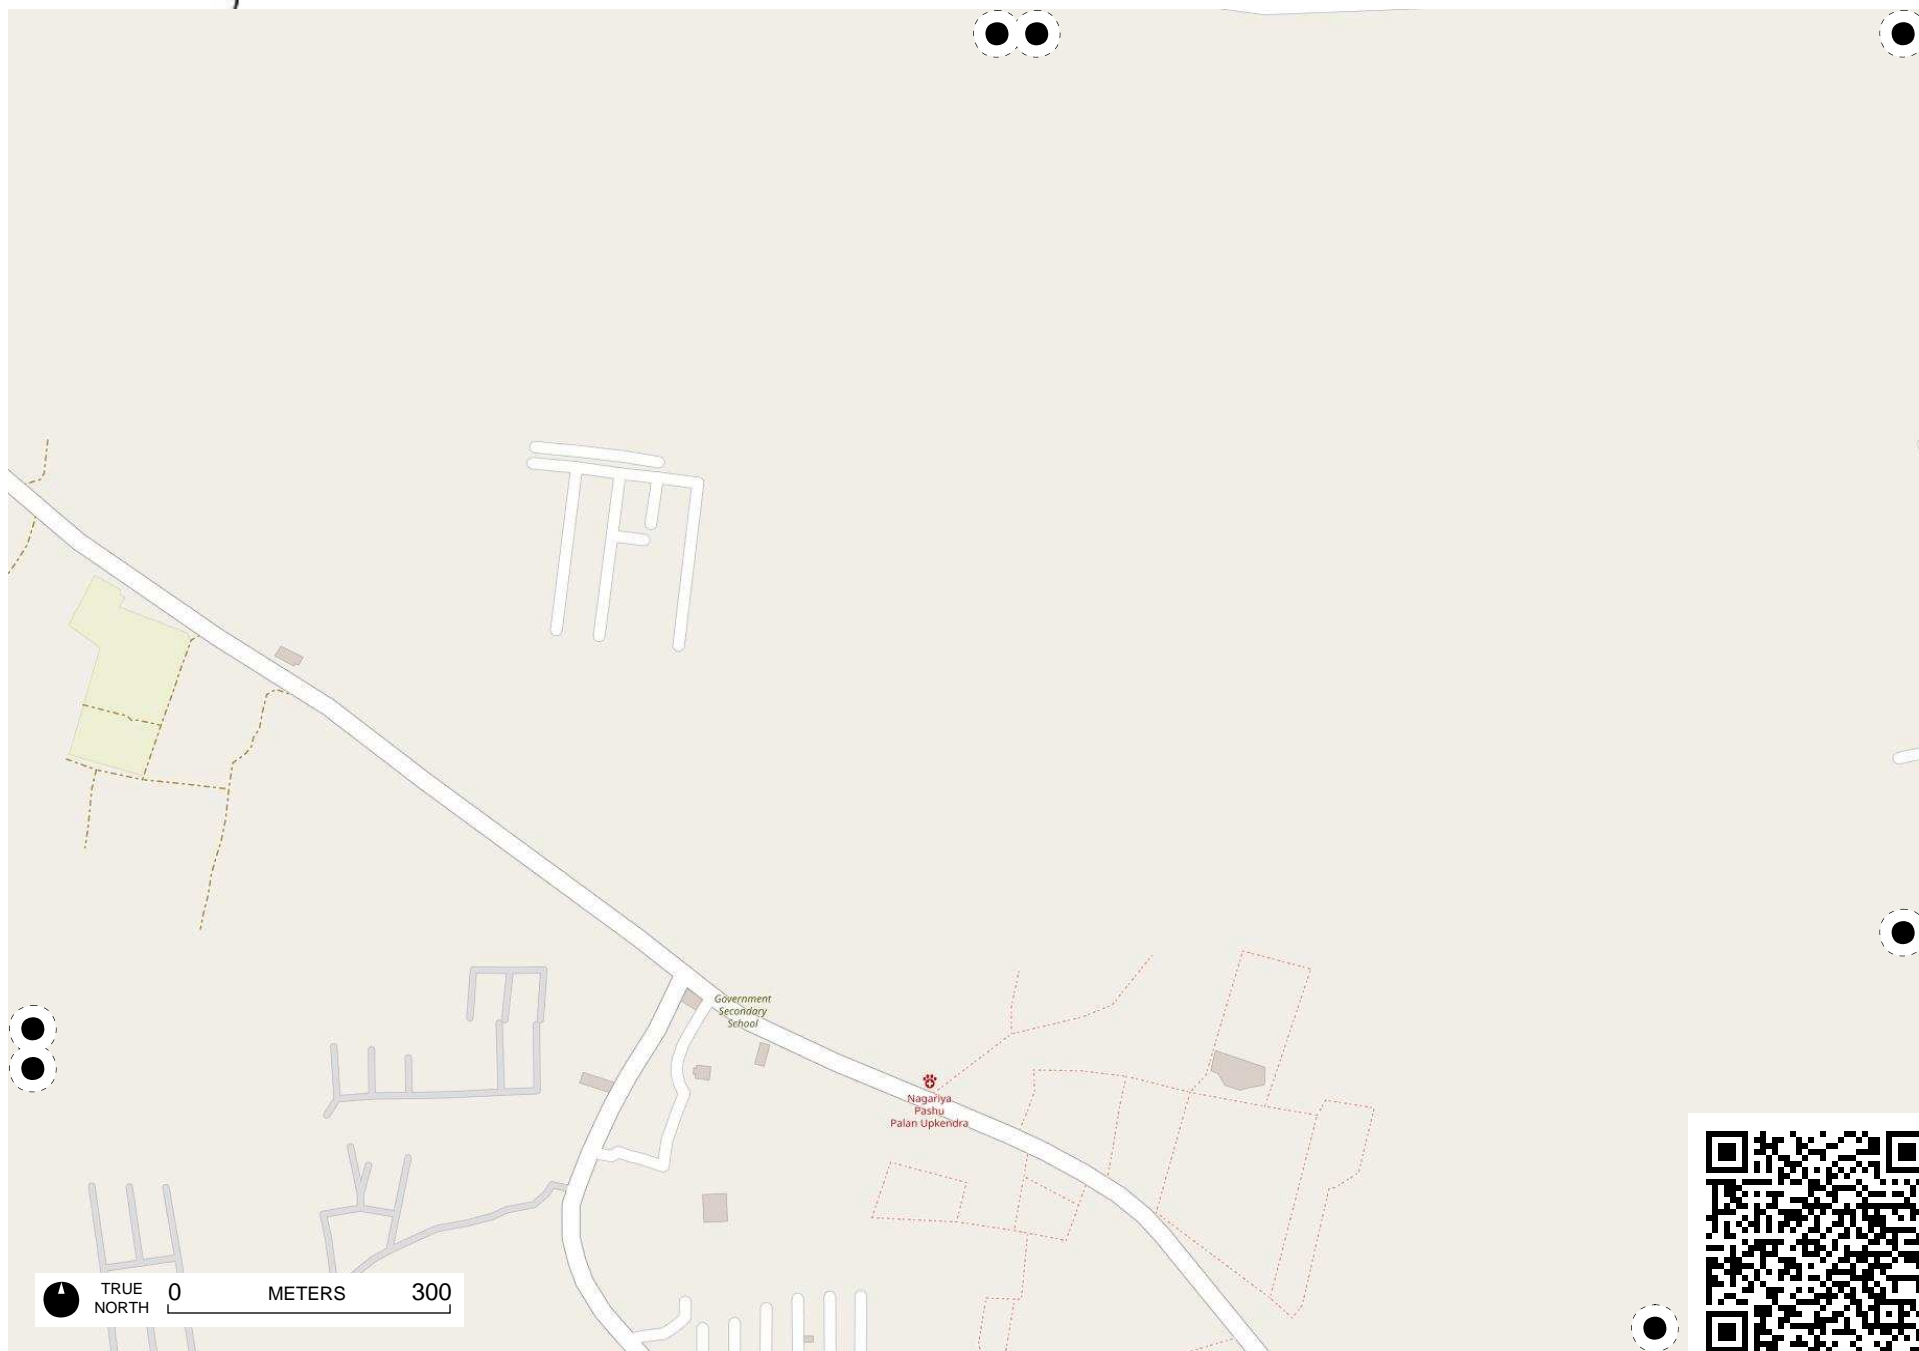 Government
Secondary
School
Nagariya
Pashu
Palan Upkendra
TRUE
NORTH
0
METERS
300